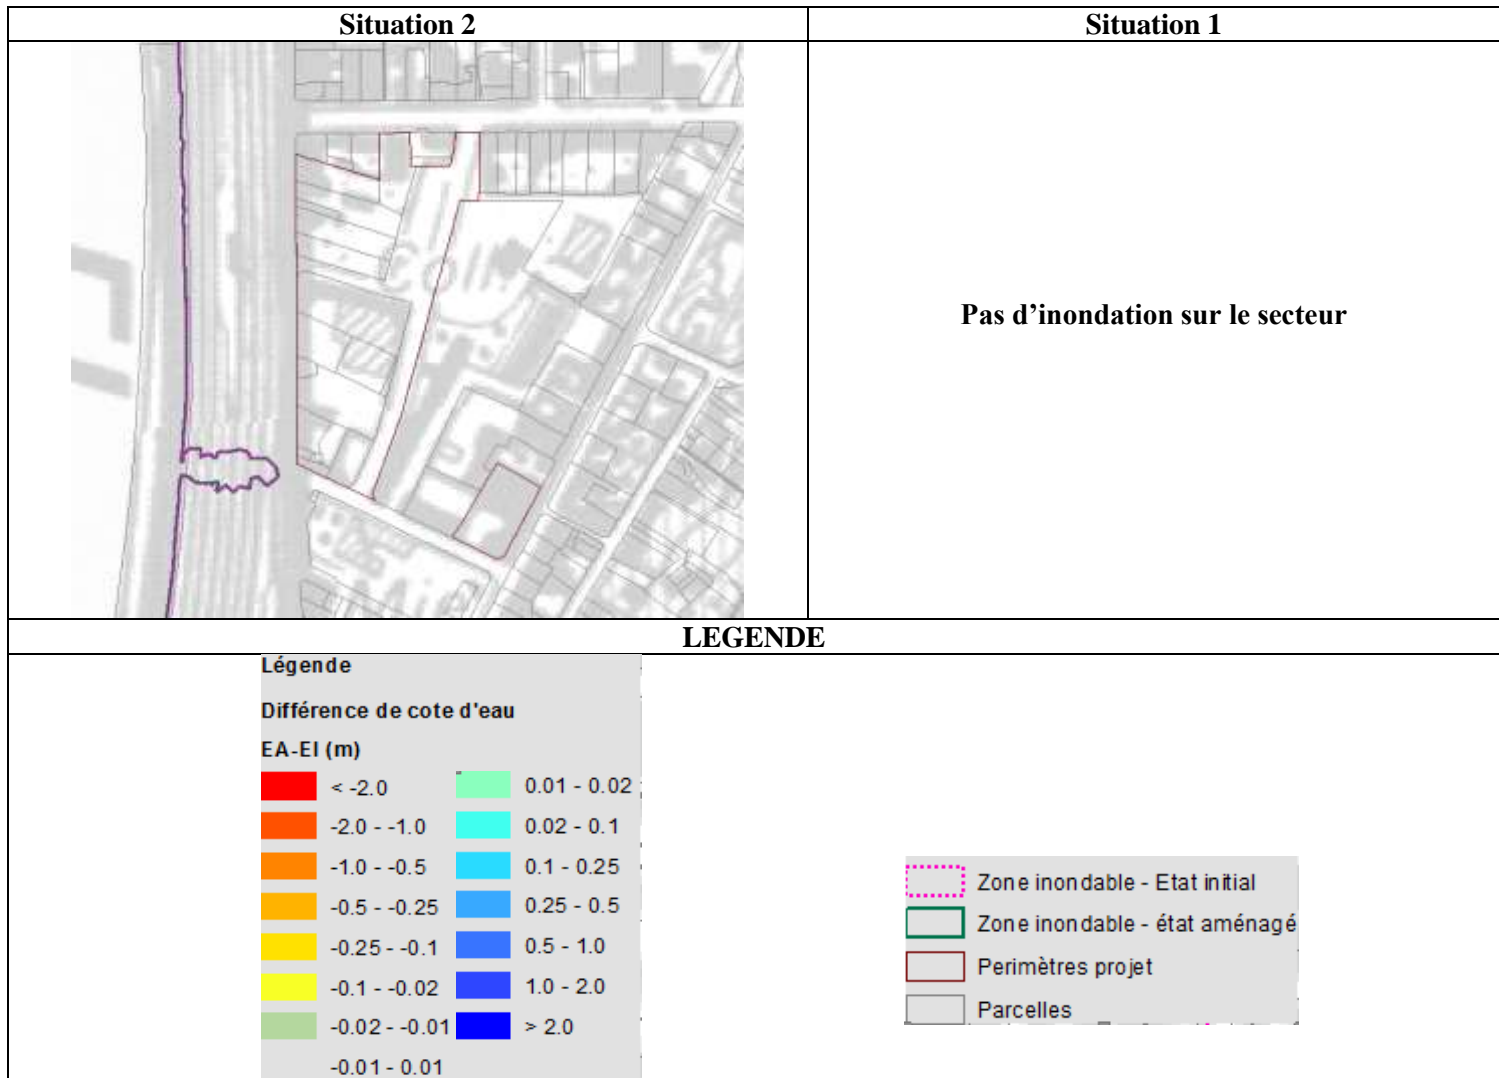 Situation 2
Situation 1
Pas d’inondation sur le secteur
LEGENDE
Légende
Différence de cote d'eau
EA-EI (m)
< -2.0
-2.0 - -1.0
-1.0 - -0.5
-0.5 - -0.25
-0.25 - -0.1
-0.1 - -0.02
-0.02 - -0.01
-0.01 - 0.01
0.01 - 0.02
0.02 - 0.1
0.1 - 0.25
0.25 - 0.5
0.5 - 1.0
1.0 - 2.0
> 2.0
Zone inondable - Etat initial
Zone inondable - état aménagé
Perimètres projet
Parcelles